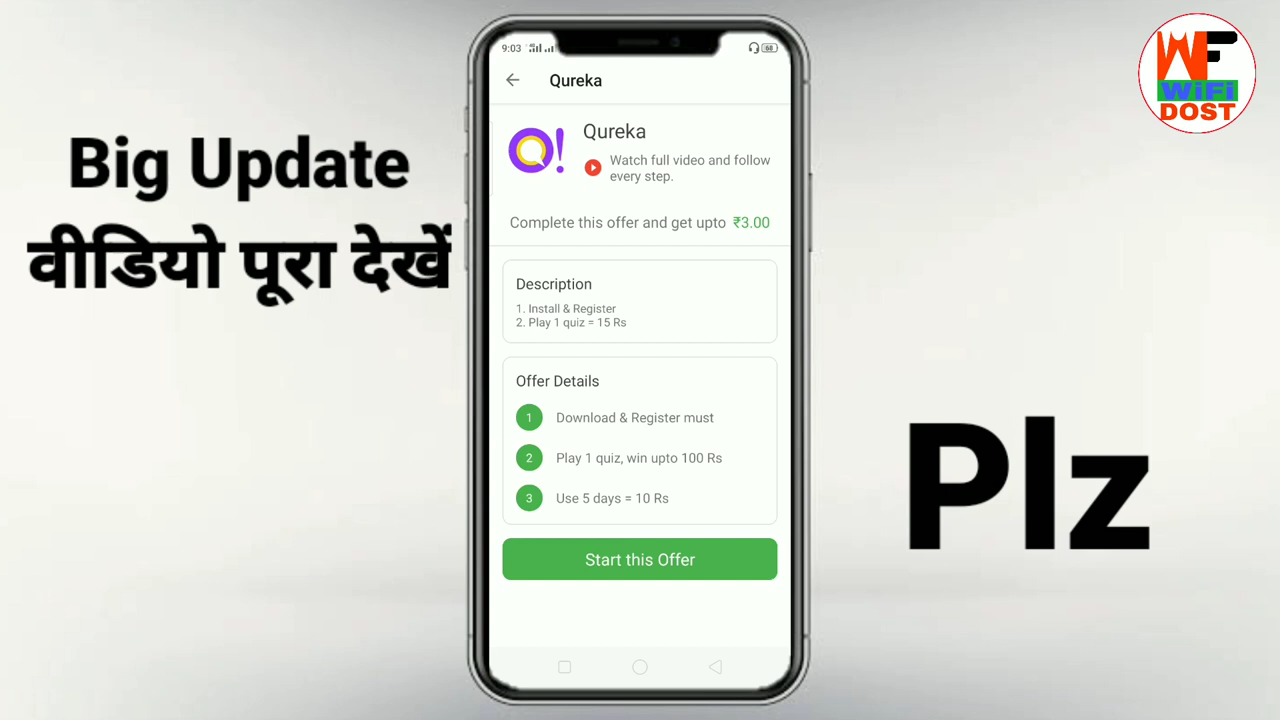 Big Update
वीडियो पूरा देखें
9:03
68
Qureka
Q!
Qureka
Watch full video and follow
every step.
Complete this offer and get upto ₹3.00
Description
1. Install & Register
2. Play 1 quiz = 15 Rs
Offer Details
1 Download & Register must
2 Play 1 quiz, win upto 100 Rs
3 Use 5 days = 10 Rs
Start this Offer
WF
WiFi
DOST
Plz